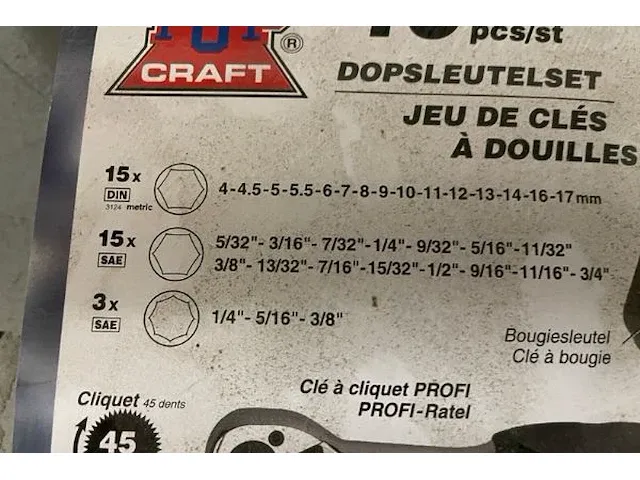 CRAFT ®
pcs/st
DOPSLEUTELSET
JEU DE CLÉS
À DOUILLES
15x
DIN
3124 metric
4-4.5-5-5.5-6-7-8-9-10-11-12-13-14-16-17mm
15x
SAE
5/32"- 3/16"- 7/32"-1/4"- 9/32"- 5/16"-11/32"
3/8"- 13/32"- 7/16"-15/32"-1/2"- 9/16"-11/16"- 3/4"
3x
SAE
1/4"- 5/16"- 3/8"
Bougiesleutel
Clé à bougie
Clé à cliquet PROFI
PROFI-Ratel
Cliquet 45 dents
45